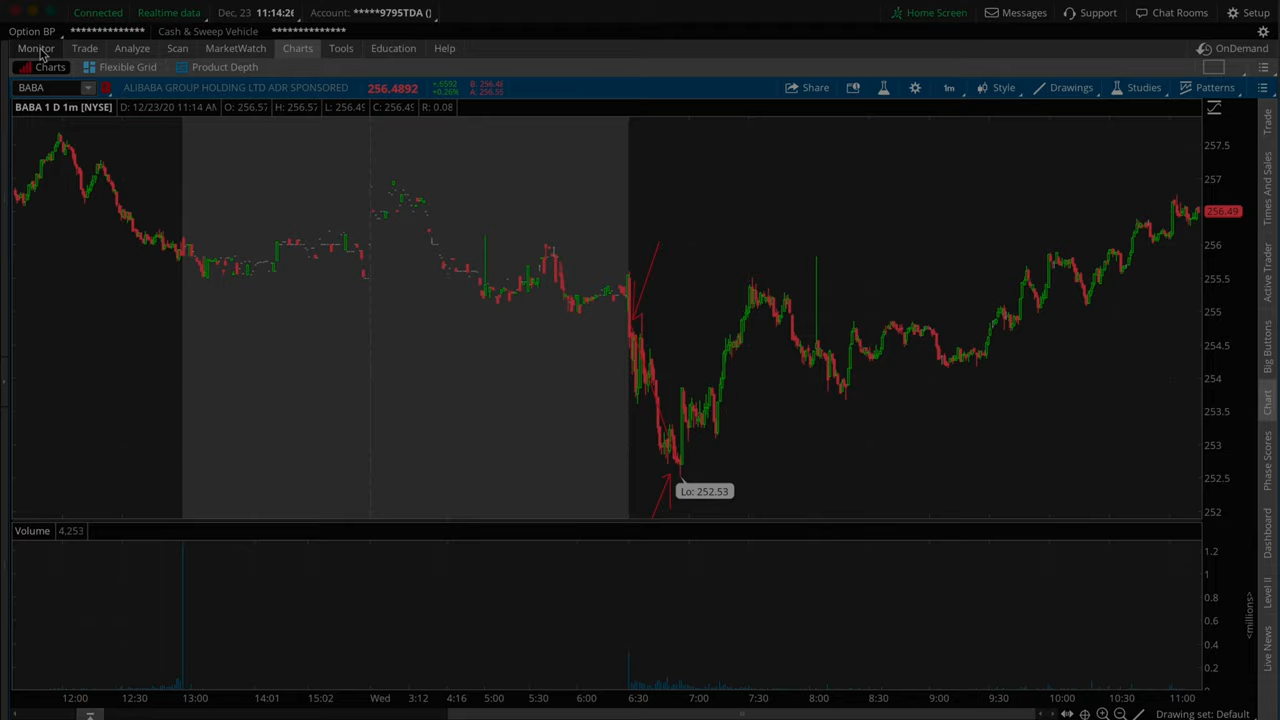 Connected Realtime data Dec, 23 11:14:26 Account: *****9795TDA () Home Screen Messages Support Chat Rooms Setup
Option BP ************** Cash & Sweep Vehicle **************
Monitor Trade Analyze Scan MarketWatch Charts Tools Education Help OnDemand
Charts Flexible Grid Product Depth
BABA ALIBABA GROUP HOLDING LTD ADR SPONSORED 256.4892 +.6592 +0.26% B: 256.48 A: 256.55 Share 1m Style Drawings Studies Patterns
BABA 1 D 1m [NYSE] D: 12/23/20 11:14 AM O: 256.57 H: 256.57 L: 256.49 C: 256.49 R: 0.08
257.5
257
256.49
256
255.5
255
254.5
254
253.5
253
252.5
252
Lo: 252.53
Volume 4.253
1.2
1
0.8
0.6
0.4
0.2
0
<millions>
12:00 13:00 14:01 15:02 Wed 3:12 4:16 5:00 5:30 6:00 6:30 7:00 7:30 8:00 8:30 9:00 9:30 10:00 10:30 11:00
Drawing set: Default
Trade
Times And Sales
Active Trader
Big Buttons
Chart
Phase Scores
Dashboard
Level II
Live News